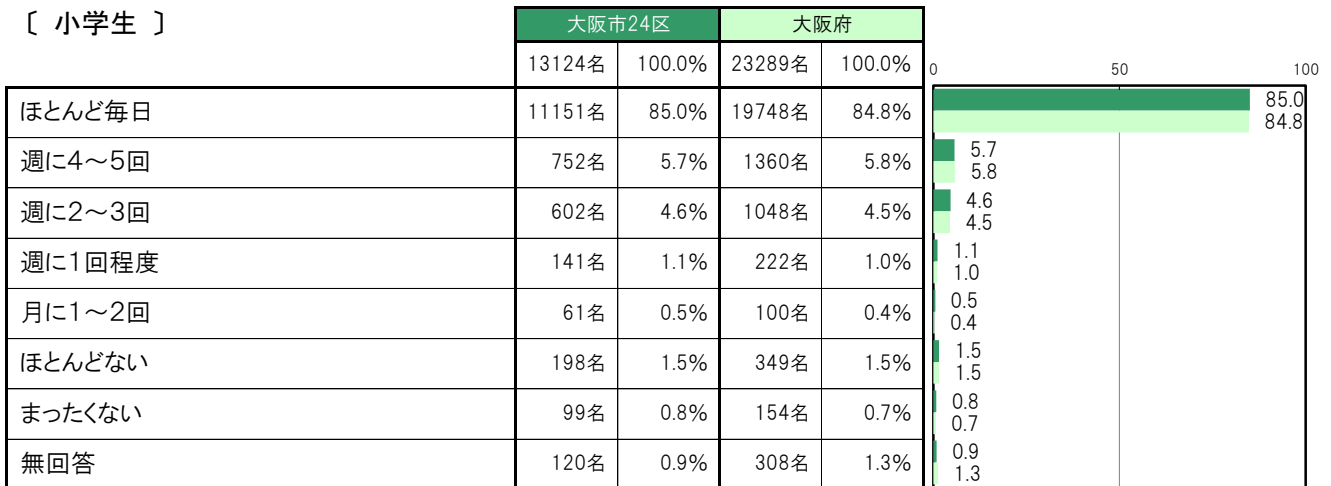 〔 小学生 〕
大阪市24区 大阪府
13124名 100.0% 23289名 100.0%
0 50 100
ほとんど毎日 11151名 85.0% 19748名 84.8% 85.0
84.8
週に4～5回 752名 5.7% 1360名 5.8% 5.7
5.8
週に2～3回 602名 4.6% 1048名 4.5% 4.6
4.5
週に1回程度 141名 1.1% 222名 1.0% 1.1
1.0
月に1～2回 61名 0.5% 100名 0.4% 0.5
0.4
ほとんどない 198名 1.5% 349名 1.5% 1.5
1.5
まったくない 99名 0.8% 154名 0.7% 0.8
0.7
無回答 120名 0.9% 308名 1.3% 0.9
1.3